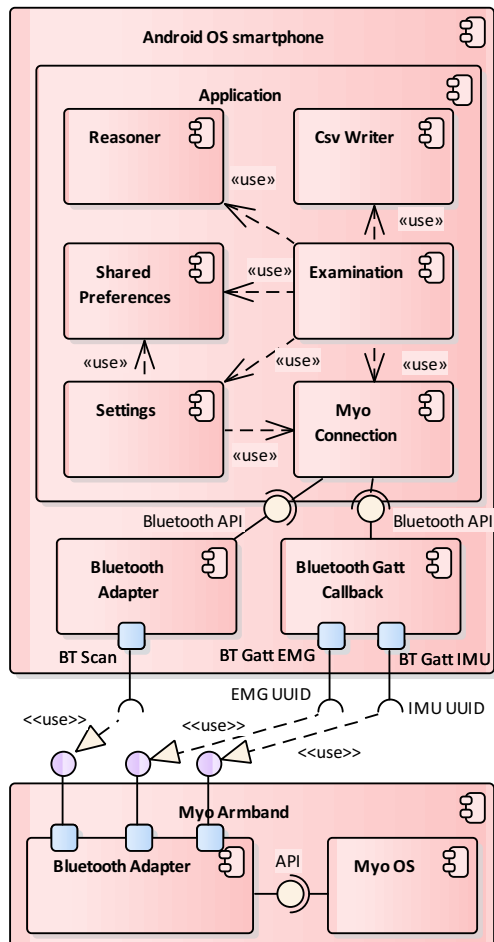 Android OS smartphone
Application
Reasoner
Csv Writer
«use»
«use»
Shared
Preferences
«use»
Examination
«use»
«use»
«use»
Settings
«use»
Myo
Connection
Bluetooth API
Bluetooth API
Bluetooth
Adapter
Bluetooth Gatt
Callback
BT Scan
BT Gatt EMG
BT Gatt IMU
EMG UUID
IMU UUID
<<use>>
<<use>>
<<use>>
Myo Armband
Bluetooth Adapter
API
Myo OS